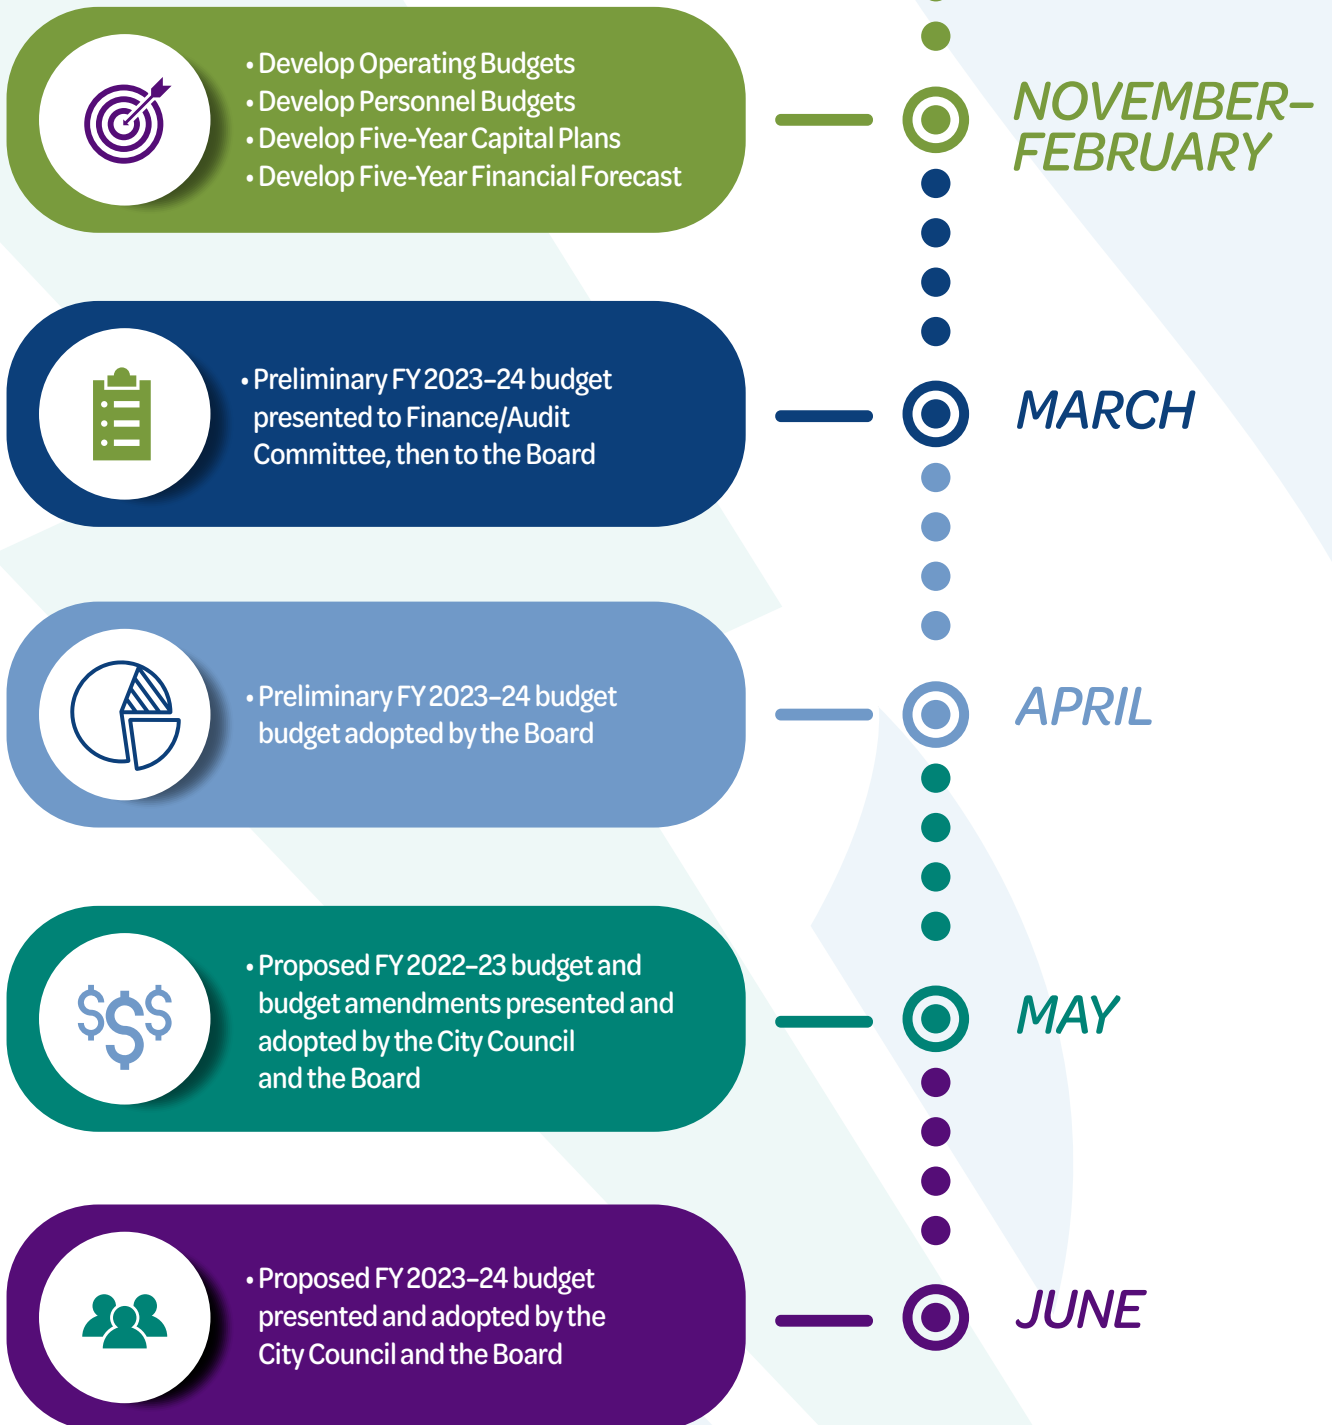 • Develop Operating Budgets
• Develop Personnel Budgets
• Develop Five-Year Capital Plans
• Develop Five-Year Financial Forecast
NOVEMBER–
FEBRUARY
• Preliminary FY 2023–24 budget
presented to Finance/Audit
Committee, then to the Board
MARCH
• Preliminary FY 2023–24 budget
budget adopted by the Board
APRIL
• Proposed FY 2022–23 budget and
budget amendments presented and
adopted by the City Council
and the Board
MAY
• Proposed FY 2023–24 budget
presented and adopted by the
City Council and the Board
JUNE